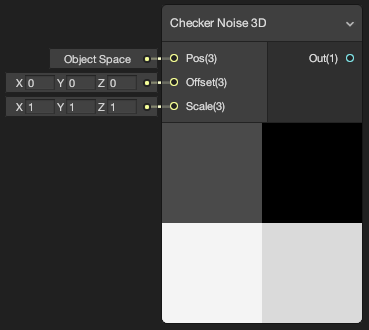 Checker Noise 3D
Object Space Pos(3) Out(1)
X 0 Y 0 Z 0 Offset(3)
X 1 Y 1 Z 1 Scale(3)